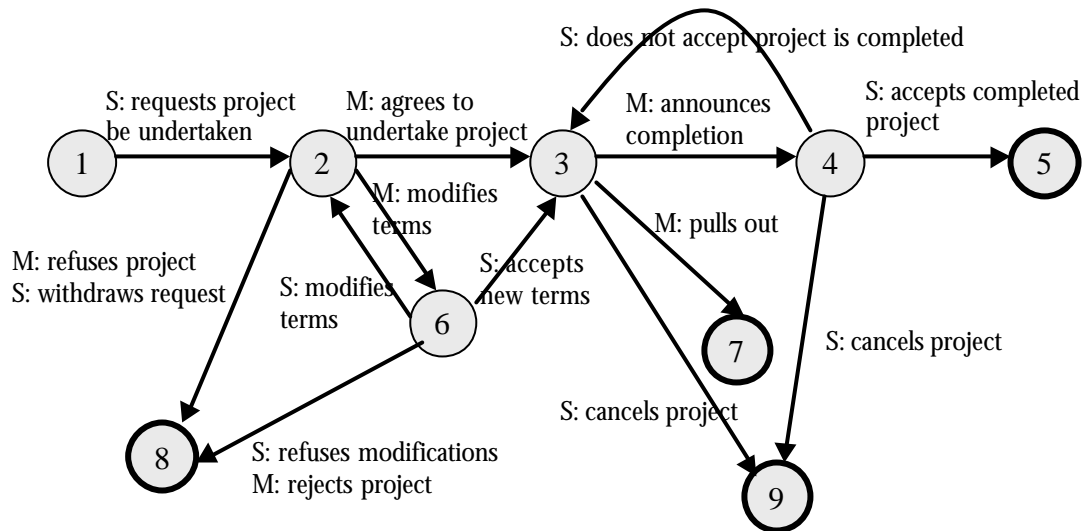 S: does not accept project is completed
S: requests project
be undertaken
M: agrees to
undertake project
M: announces
completion
S: accepts completed
project
1
2
3
4
5
M: modifies
terms
M: pulls out
M: refuses project
S: withdraws request
S: modifies
terms
S: accepts
new terms
6
7
S: cancels project
S: cancels project
8
S: refuses modifications
M: rejects project
9